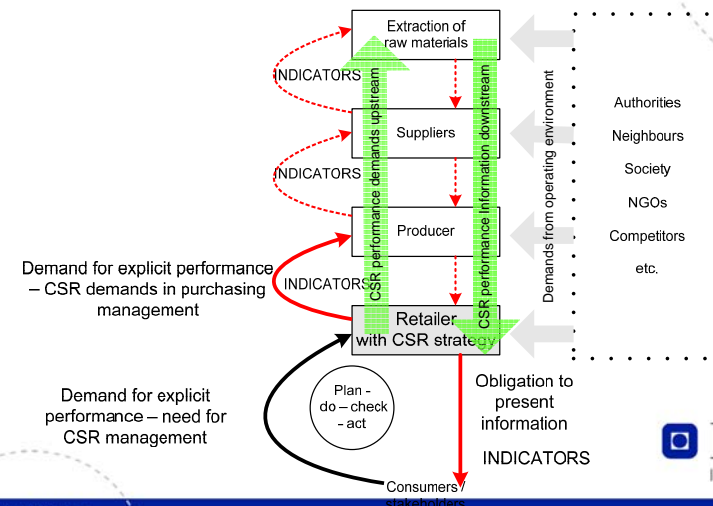 Extraction of
raw materials
INDICATORS
Suppliers
INDICATORS
Producer
INDICATORS
Retailer
with CSR strategy
CSR performance demands upstream
CSR performance Information downstream
Demands from operating environment
Authorities
Neighbours
Society
NGOs
Competitors
etc.
Demand for explicit performance
– CSR demands in purchasing
management
Demand for explicit
performance – need for
CSR management
Plan -
do – check
- act
Obligation to
present
information
INDICATORS
Consumers /
stakeholders